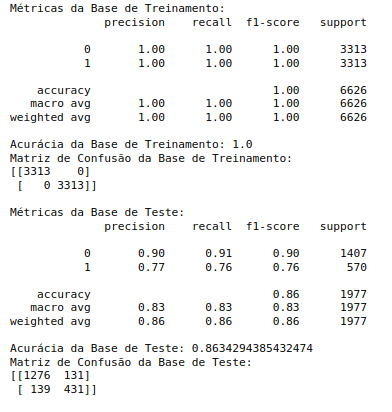 Métricas da Base de Treinamento:
              precision    recall  f1-score   support

           0       1.00      1.00      1.00      3313
           1       1.00      1.00      1.00      3313

    accuracy                           1.00      6626
   macro avg       1.00      1.00      1.00      6626
weighted avg       1.00      1.00      1.00      6626

Acurácia da Base de Treinamento: 1.0
Matriz de Confusão da Base de Treinamento:
[[3313    0]
 [   0 3313]]

Métricas da Base de Teste:
              precision    recall  f1-score   support

           0       0.90      0.91      0.90      1407
           1       0.77      0.76      0.76       570

    accuracy                           0.86      1977
   macro avg       0.83      0.83      0.83      1977
weighted avg       0.86      0.86      0.86      1977

Acurácia da Base de Teste: 0.8634294385432474
Matriz de Confusão da Base de Teste:
[[1276  131]
 [ 139  431]]